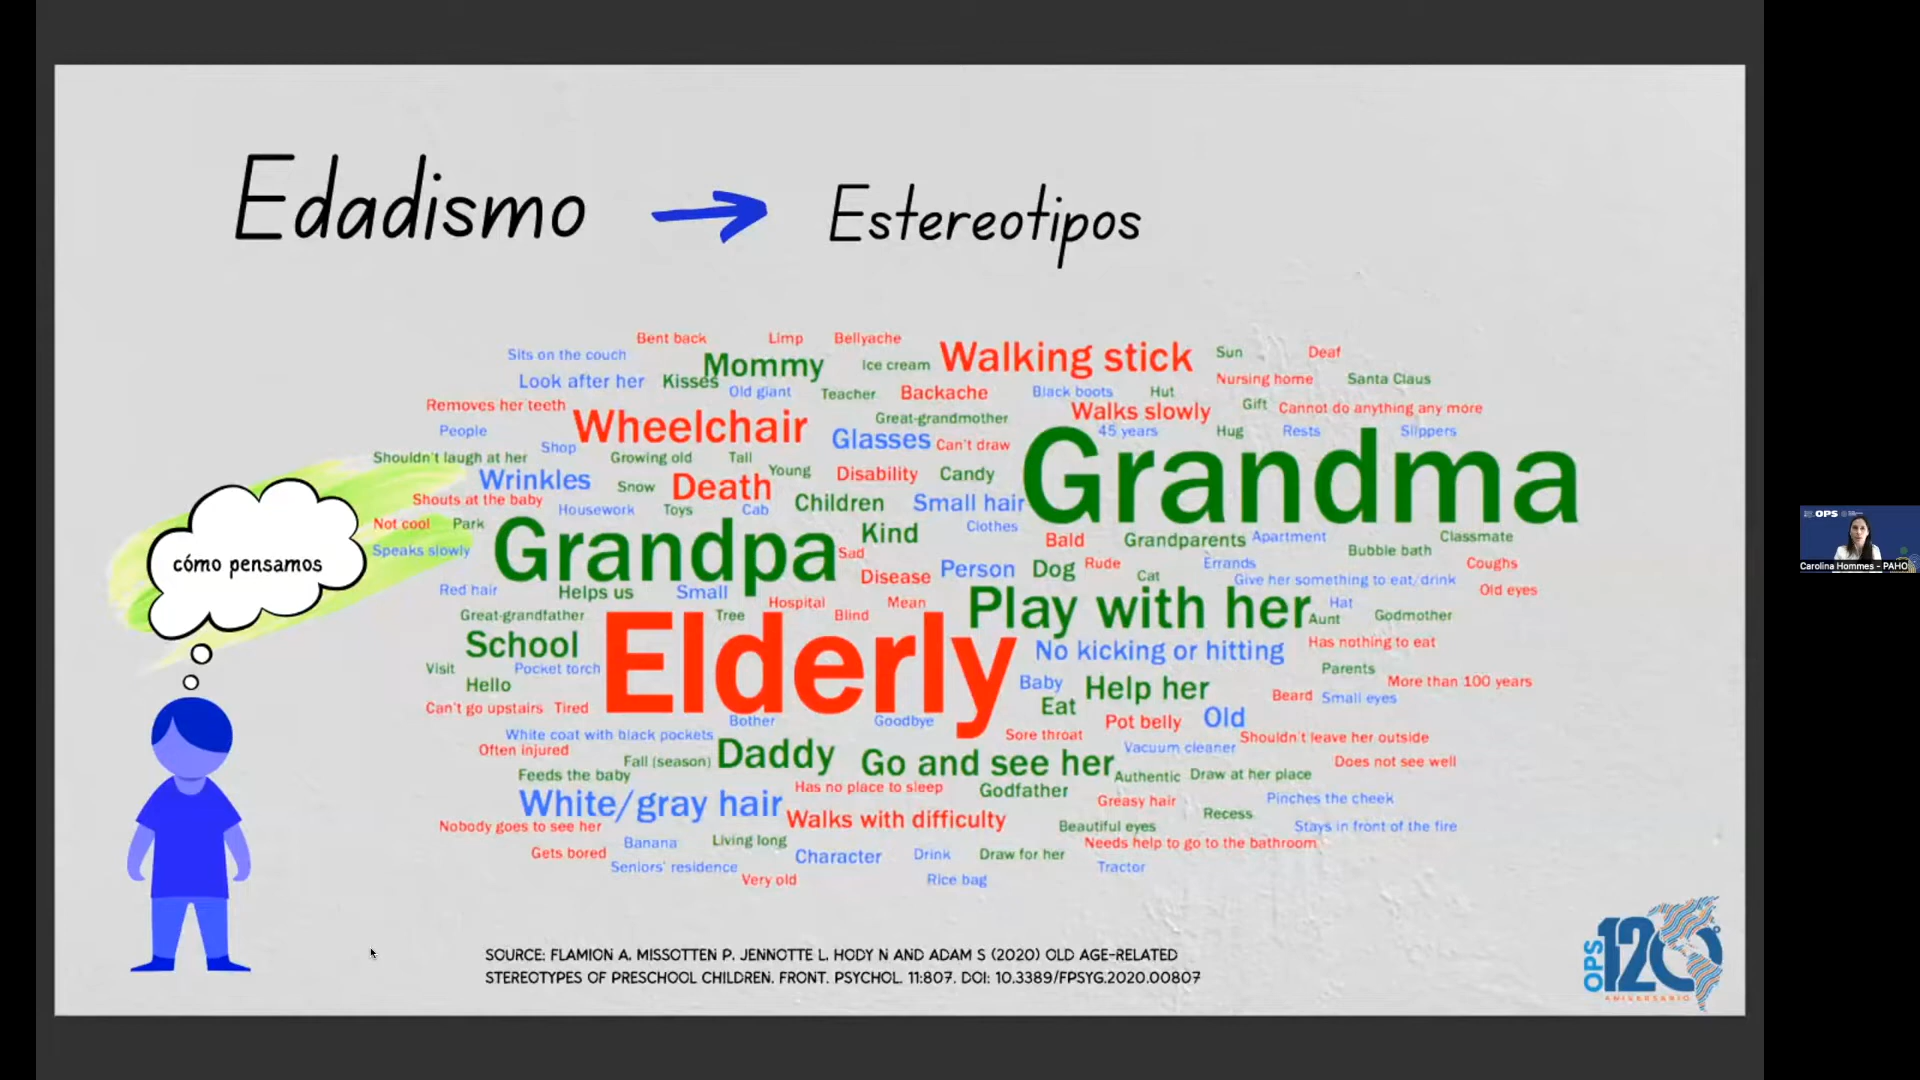 Edadismo
Estereotipos
Bent back Limp Bellyache
Walking stick
Sun Deaf
Sits on the couch
Mommy
Ice cream
Look after her Kisses
Old giant Teacher Backache Black boots Hut
Nursing home Santa Claus
Removes her teeth
Wheelchair
Great-grandmother
Walks slowly
Gift Cannot do anything any more
People Shop
Glasses Can't draw
45 years Hug Rests Slippers
Shouldn't laugh at her
Growing old Tall
Grandma
Wrinkles Snow Death Young Disability Candy
Shouts at the baby
Housework Toys Cab Children Small hair
Not cool Park
Grandpa
Kind Clothes
Speaks slowly
Sad
Bald Grandparents Apartment Bubble bath Classmate
cómo pensamos
Disease Person Dog Rude Cat Errands
Give her something to eat/drink
Coughs
Old eyes
Red hair Helps us Small Hospital Mean
Play with her
Hat
Great-grandfather Tree Blind
Aunt Godmother
School
Elderly
No kicking or hitting
Has nothing to eat
Visit Pocket torch
Parents
Hello
Baby Help her
More than 100 years
Beard Small eyes
Can't go upstairs Tired
Eat Pot belly Old
Bother Goodbye
White coat with black pockets
Sore throat
Shouldn't leave her outside
Often injured
Fall (season) Daddy
Go and see her
Vacuum cleaner
Does not see well
Feeds the baby
Authentic Draw at her place
White/gray hair
Has no place to sleep Godfather
Greasy hair
Pinches the cheek
Walks with difficulty
Recess
Nobody goes to see her
Beautiful eyes
Stays in front of the fire
Banana Living long
Needs help to go to the bathroom
Gets bored
Character Drink Draw for her
Seniors' residence
Tractor
Very old
Rice bag
SOURCE: FLAMION A. MISSOTTEN P. JENNOTTE L. HODY N AND ADAM S (2020) OLD AGE-RELATED
STEREOTYPES OF PRESCHOOL CHILDREN. FRONT. PSYCHOL. 11:807. DOI: 10.3389/FPSYG.2020.00807
OPS
120
ANIVERSARIO
OPS
Carolina Hommes - PAHO